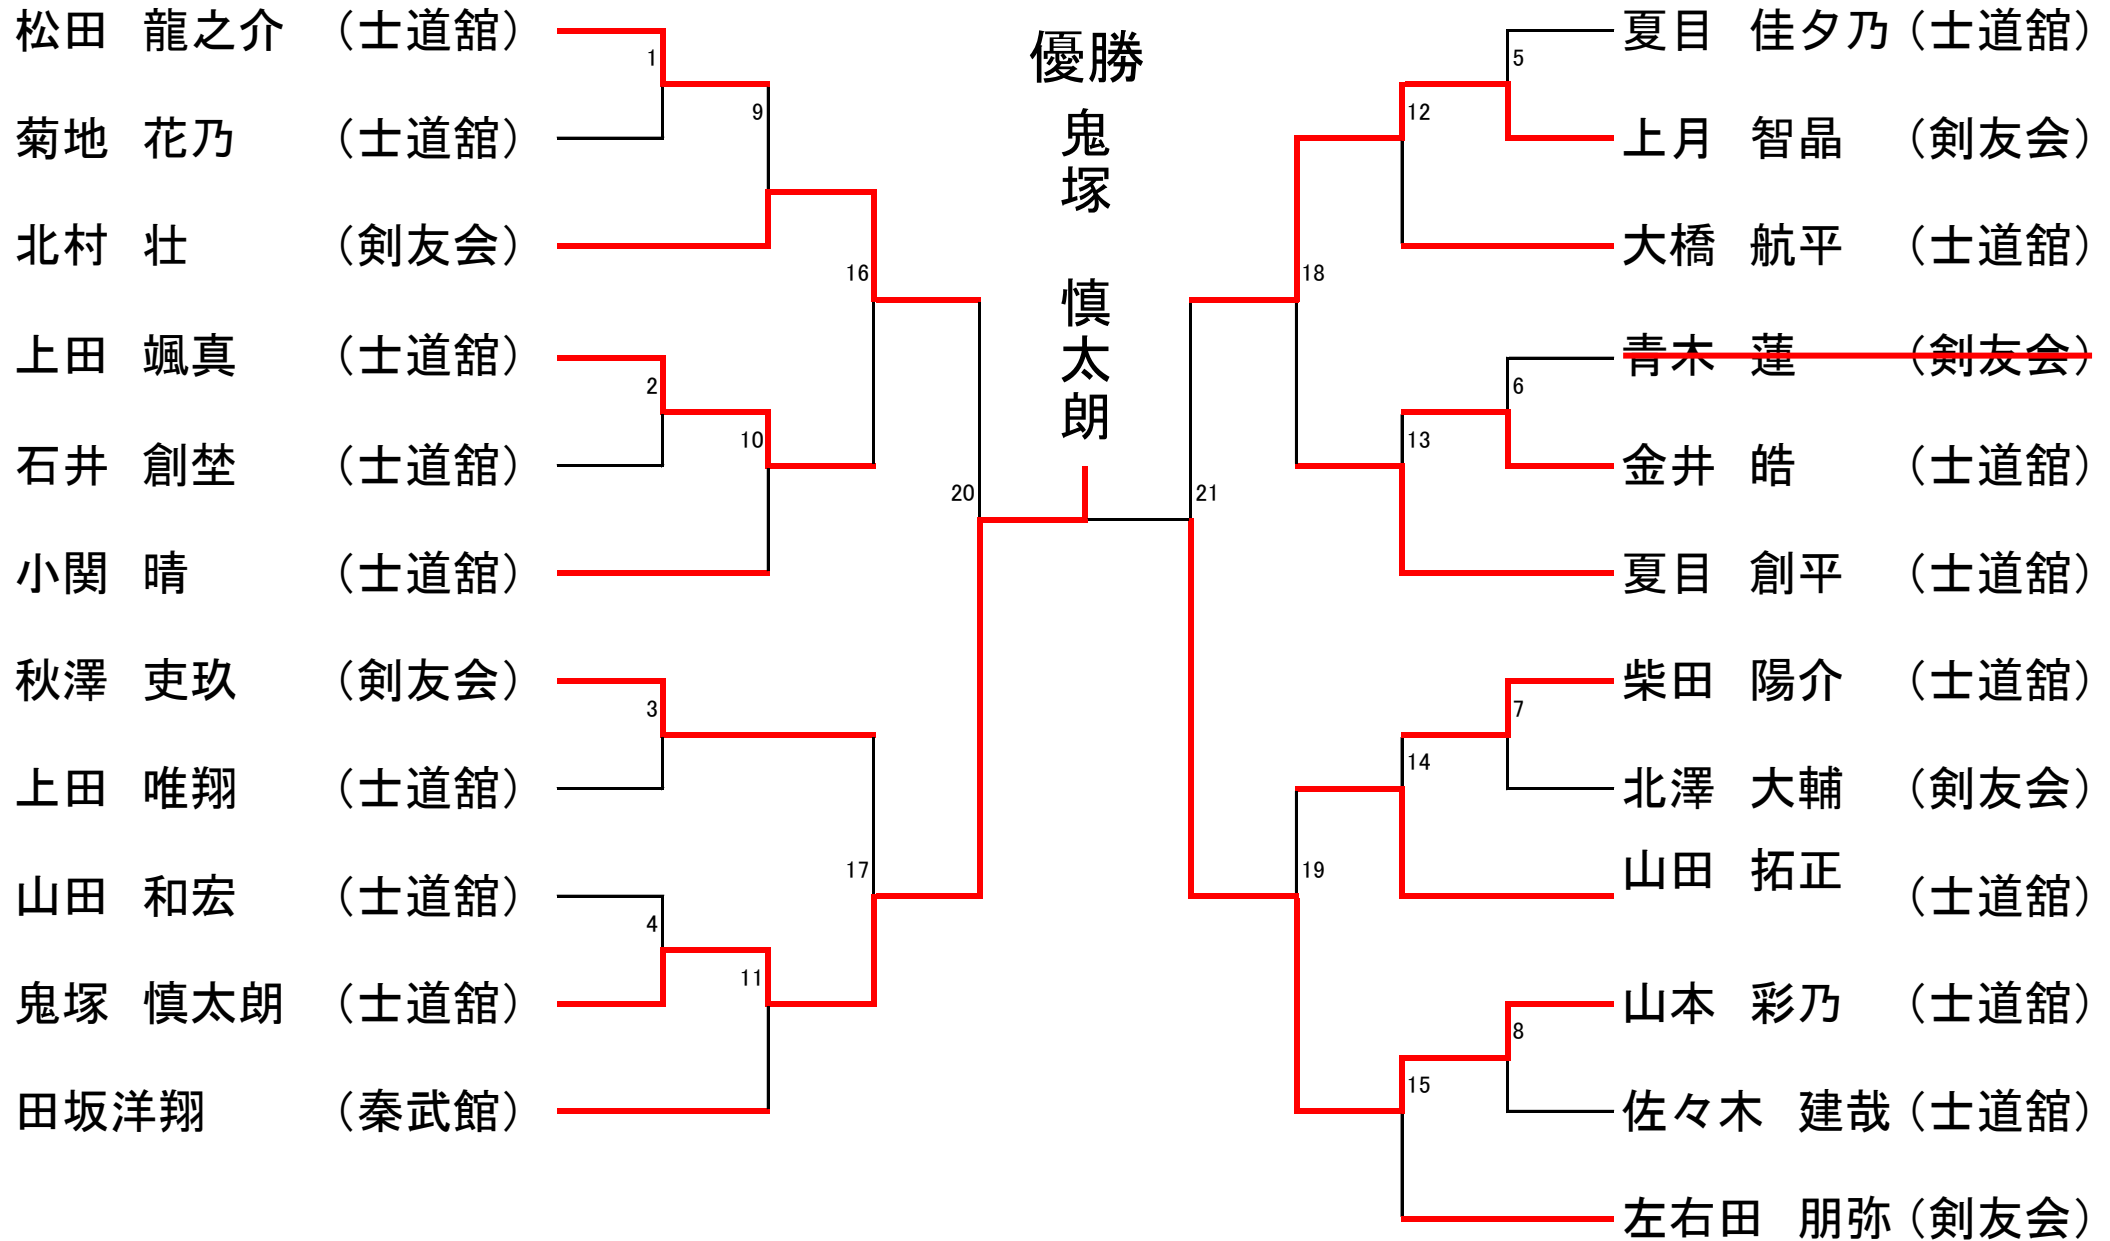 松田 龍之介 （士道舘）
1
菊地 花乃 （士道舘）
9
北村 壮 （剣友会）
16
上田 颯真 （士道舘）
2
10
石井 創埜 （士道舘）
20
小関 晴 （士道舘）
秋澤 吏玖 （剣友会）
3
上田 唯翔 （士道舘）
17
山田 和宏 （士道舘）
4
鬼塚 慎太朗 （士道舘）
11
田坂洋翔 （秦武館）
優勝
鬼塚 慎太朗
夏目 佳夕乃（士道舘）
5
12
上月 智晶 （剣友会）
大橋 航平 （士道舘）
18
青木 蓮 （剣友会）
6
13
金井 皓 （士道舘）
21
夏目 創平 （士道舘）
柴田 陽介 （士道舘）
7
14
北澤 大輔 （剣友会）
山田 拓正 （士道舘）
19
山本 彩乃 （士道舘）
8
15
佐々木 建哉（士道舘）
左右田 朋弥（剣友会）